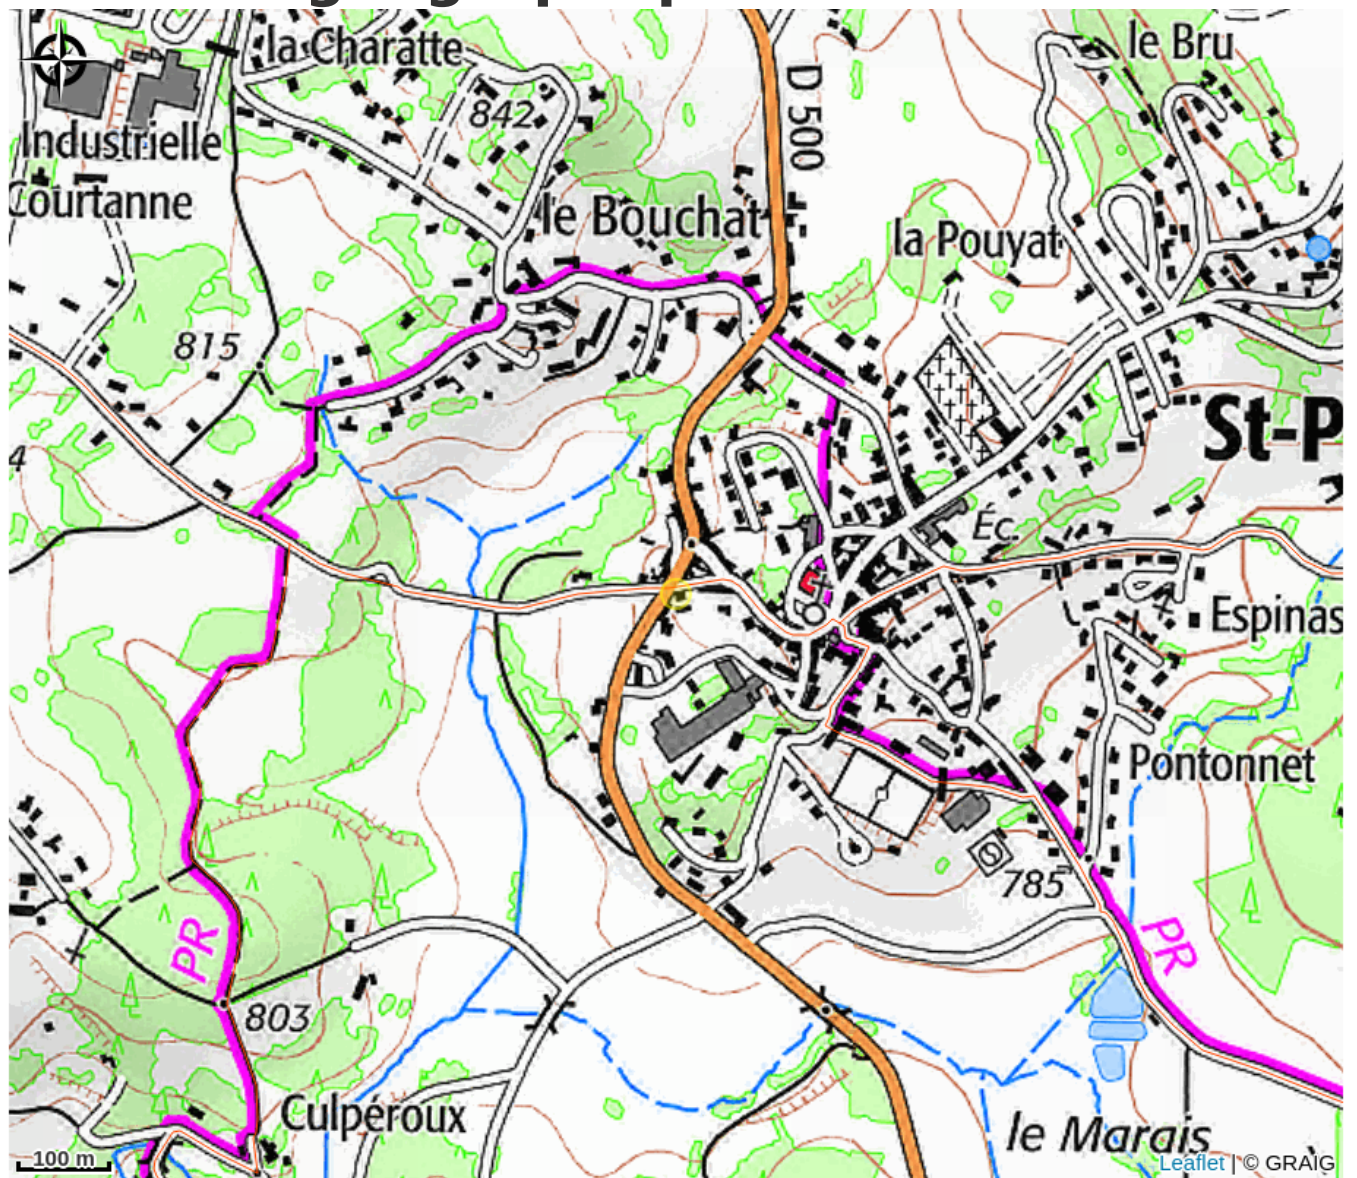 la Charatte
le Bru
842
D 500
Industrielle
Courtanne
le Bouchat
la Pouyat
815
St-P
4
Éc.
Espinas
Pontonnet
785
PR
PR
803
Culpéroux
le Marais
100 m
Leaflet | © GRAIG